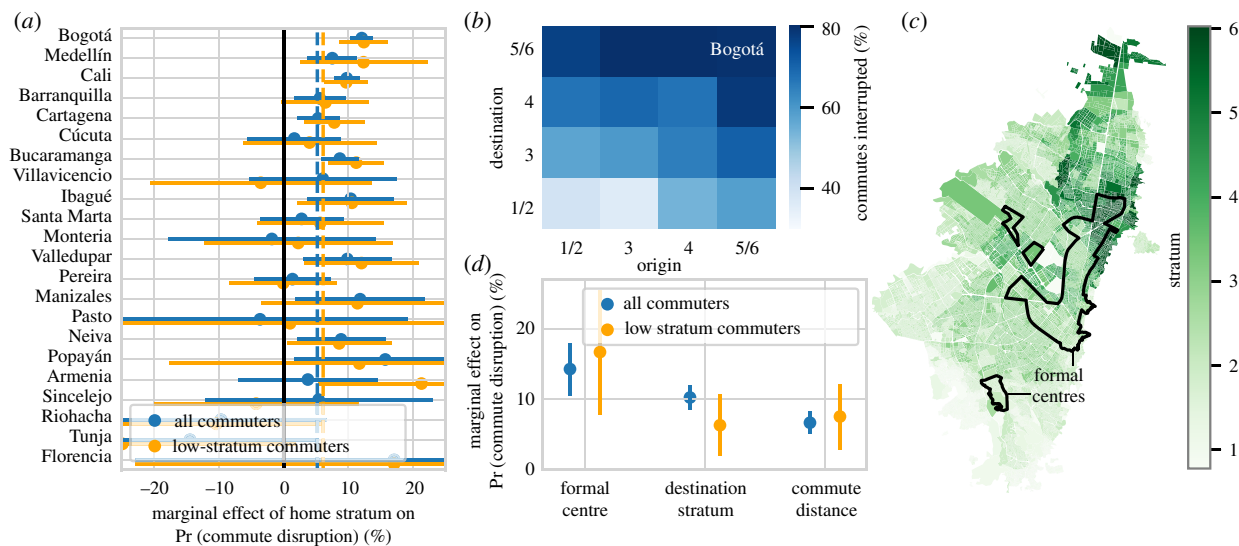 (a)
Bogotá
Medellín
Cali
Barranquilla
Cartagena
Cúcuta
Bucaramanga
Villavicencio
Ibagué
Santa Marta
Monteria
Valledupar
Pereira
Manizales
Pasto
Neiva
Popayán
Armenia
Sincelejo
Riohacha
Tunja
Florencia
all commuters
low-stratum commuters
−20 −10 0 10 20
marginal effect of home stratum on
Pr (commute disruption) (%)
(b)
destination
5/6
4
3
1/2
Bogotá
1/2 3 4 5/6
origin
80
60
40
commutes interrupted (%)
(d)
marginal effect on
Pr (commute disruption) (%)
20
10
0
all commuters
low stratum commuters
formal
centre
destination
stratum
commute
distance
(c)
formal
centres
stratum
6
5
4
3
2
1